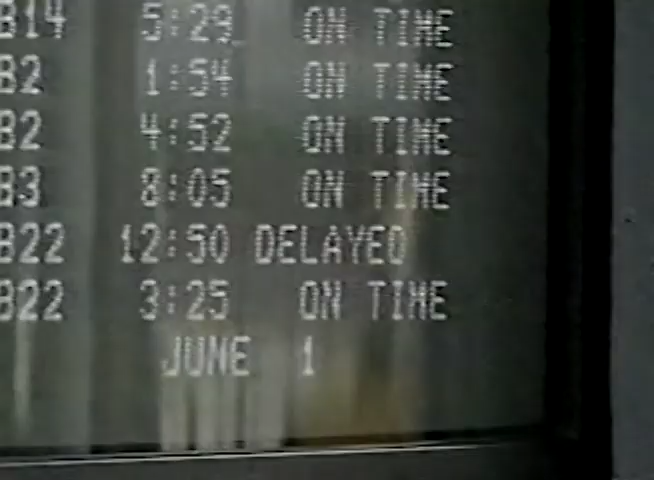 B14 5:29 ON TIME
B2 1:54 ON TIME
B2 4:52 ON TIME
B3 8:05 ON TIME
B22 12:50 DELAYED
B22 3:25 ON TIME
JUNE 1